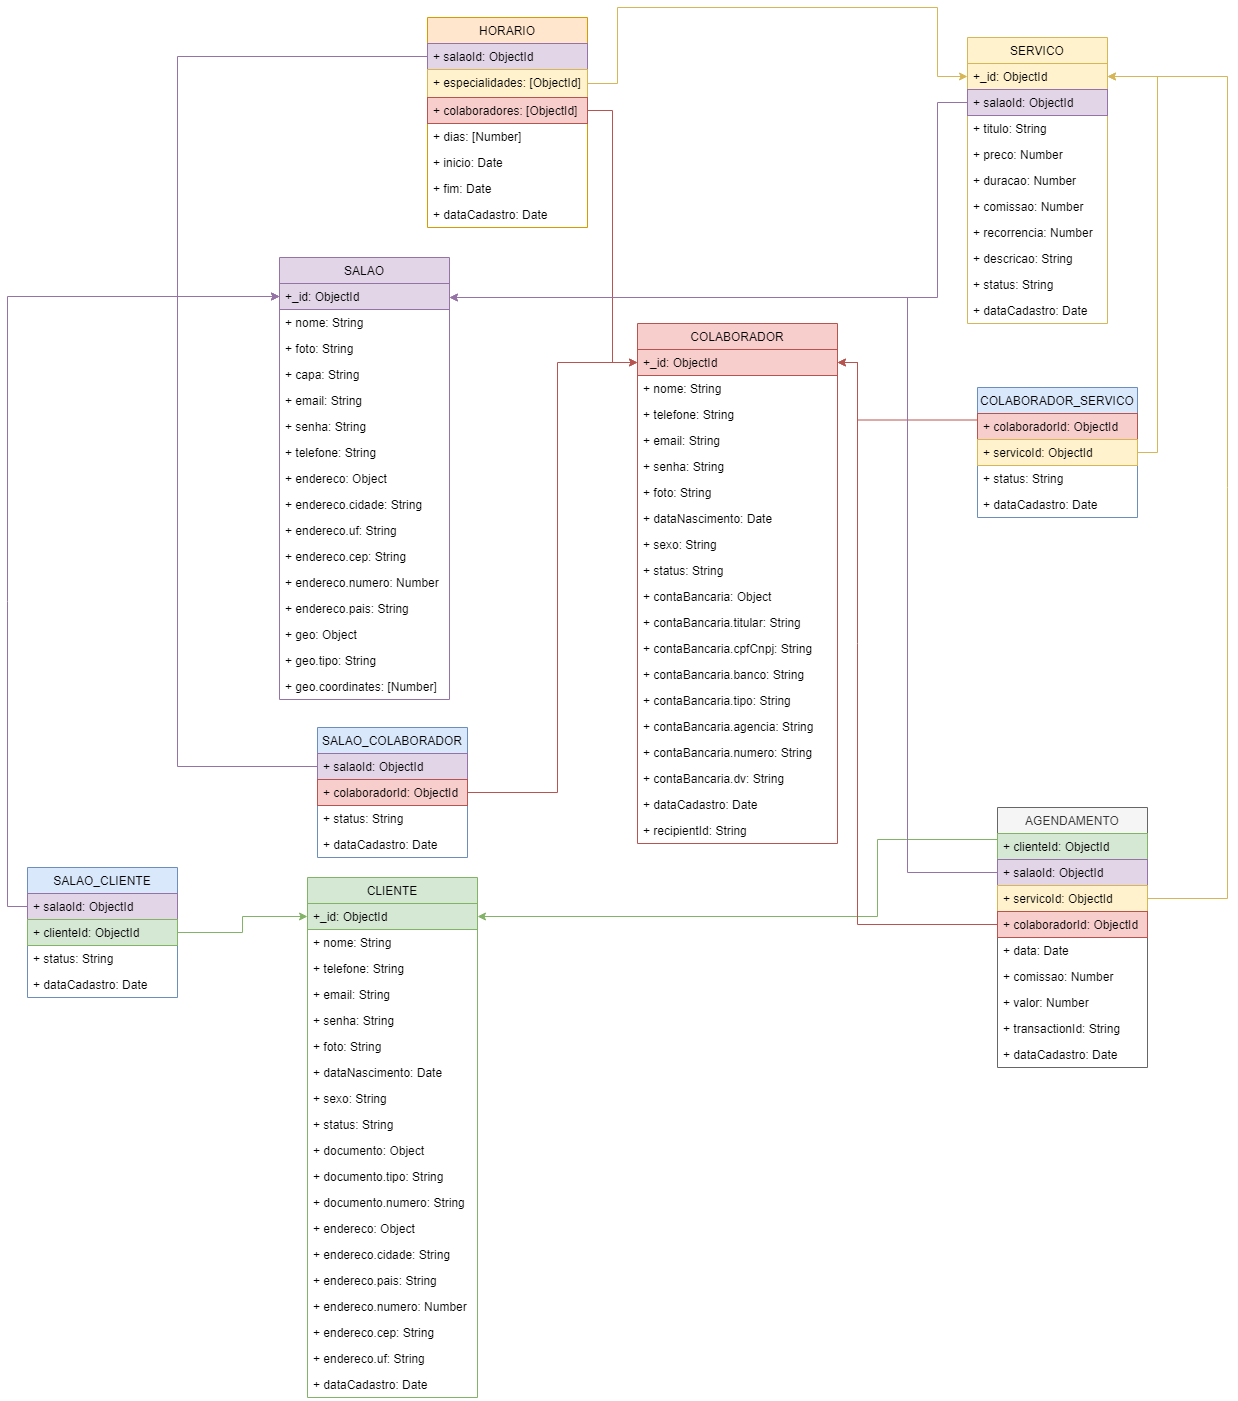 HORARIO
+ salaoId: ObjectId
+ especialidades: [ObjectId]
+ colaboradores: [ObjectId]
+ dias: [Number]
+ inicio: Date
+ fim: Date
+ dataCadastro: Date
SERVICO
+_id: ObjectId
+ salaoId: ObjectId
+ titulo: String
+ preco: Number
+ duracao: Number
+ comissao: Number
+ recorrencia: Number
+ descricao: String
+ status: String
+ dataCadastro: Date
SALAO
+_id: ObjectId
+ nome: String
+ foto: String
+ capa: String
+ email: String
+ senha: String
+ telefone: String
+ endereco: Object
+ endereco.cidade: String
+ endereco.uf: String
+ endereco.cep: String
+ endereco.numero: Number
+ endereco.pais: String
+ geo: Object
+ geo.tipo: String
+ geo.coordinates: [Number]
COLABORADOR
+_id: ObjectId
+ nome: String
+ telefone: String
+ email: String
+ senha: String
+ foto: String
+ dataNascimento: Date
+ sexo: String
+ status: String
+ contaBancaria: Object
+ contaBancaria.titular: String
+ contaBancaria.cpfCnpj: String
+ contaBancaria.banco: String
+ contaBancaria.tipo: String
+ contaBancaria.agencia: String
+ contaBancaria.numero: String
+ contaBancaria.dv: String
+ dataCadastro: Date
+ recipientId: String
COLABORADOR_SERVICO
+ colaboradorId: ObjectId
+ servicoId: ObjectId
+ status: String
+ dataCadastro: Date
SALAO_COLABORADOR
+ salaoId: ObjectId
+ colaboradorId: ObjectId
+ status: String
+ dataCadastro: Date
AGENDAMENTO
+ clienteId: ObjectId
+ salaoId: ObjectId
+ servicoId: ObjectId
+ colaboradorId: ObjectId
+ data: Date
+ comissao: Number
+ valor: Number
+ transactionId: String
+ dataCadastro: Date
SALAO_CLIENTE
+ salaoId: ObjectId
+ clienteId: ObjectId
+ status: String
+ dataCadastro: Date
CLIENTE
+_id: ObjectId
+ nome: String
+ telefone: String
+ email: String
+ senha: String
+ foto: String
+ dataNascimento: Date
+ sexo: String
+ status: String
+ documento: Object
+ documento.tipo: String
+ documento.numero: String
+ endereco: Object
+ endereco.cidade: String
+ endereco.pais: String
+ endereco.numero: Number
+ endereco.cep: String
+ endereco.uf: String
+ dataCadastro: Date